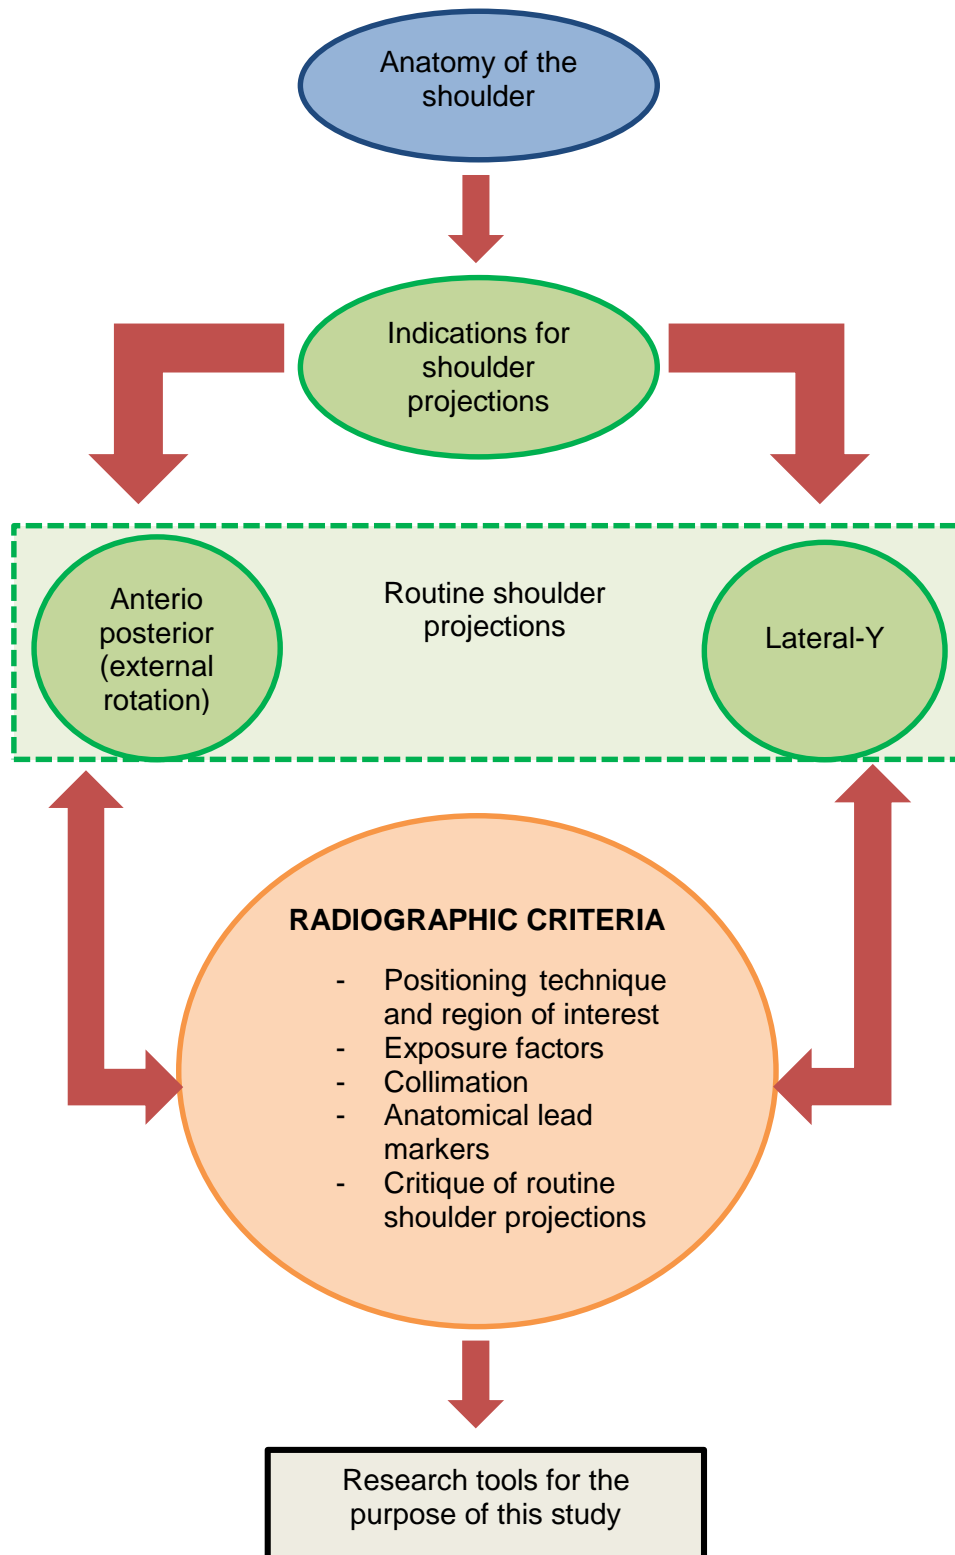 Anatomy of the
shoulder
Indications for
shoulder
projections
Anterio
posterior
(external
rotation)
Routine shoulder
projections
Lateral-Y
RADIOGRAPHIC CRITERIA
- Positioning technique
and region of interest
- Exposure factors
- Collimation
- Anatomical lead
markers
- Critique of routine
shoulder projections
Research tools for the
purpose of this study